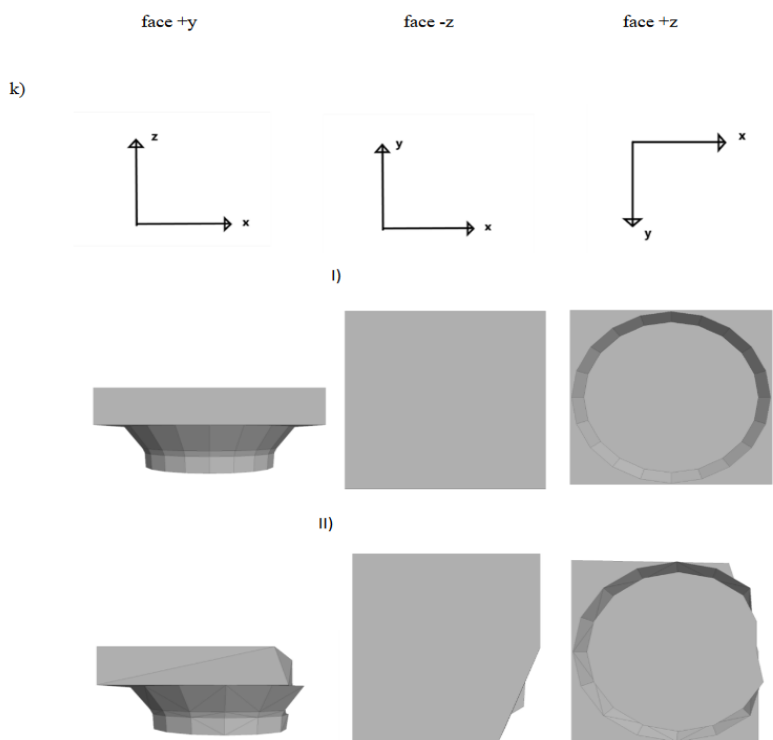 face +y face -z face +z
k)
z y x
x x y
I)
II)